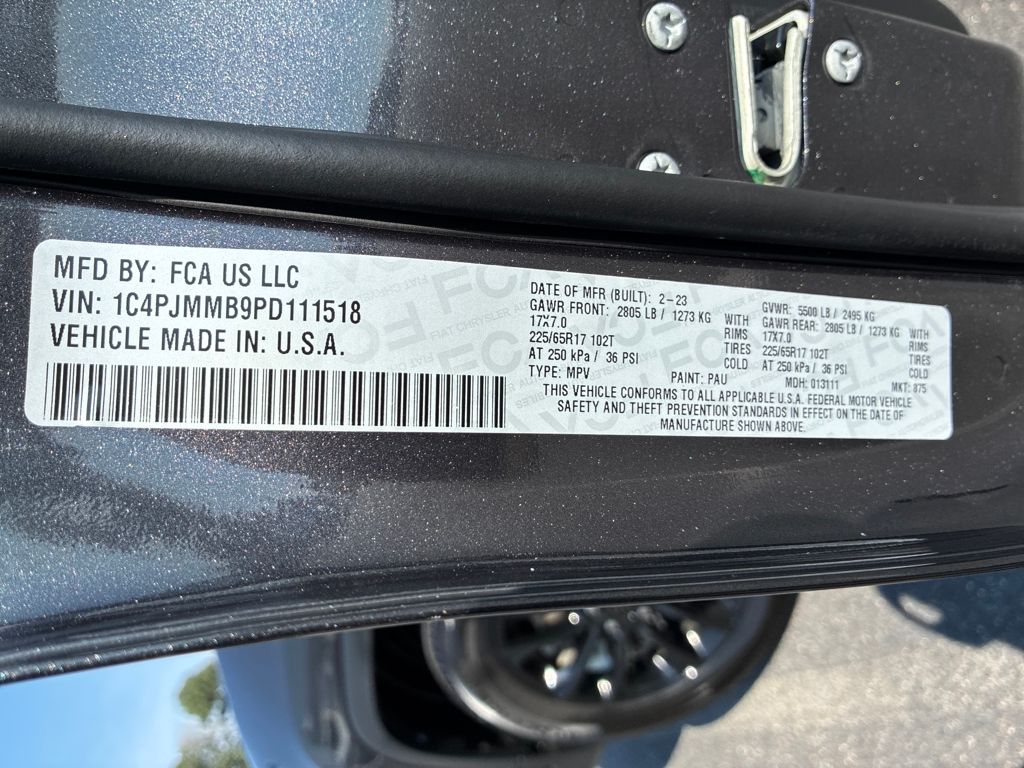 MFD BY: FCA US LLC
VIN: 1C4PJMMB9PD111518
VEHICLE MADE IN: U.S.A.
DATE OF MFR (BUILT): 2-23
GAWR FRONT: 2805 LB / 1273 KG WITH
17X7.0 RIMS
225/65R17 102T TIRES
AT 250 kPa / 36 PSI COLD
TYPE: MPV
GVWR: 5500 LB / 2495 KG
GAWR REAR: 2805 LB / 1273 KG WITH
17X7.0 RIMS
225/65R17 102T TIRES
AT 250 kPa / 36 PSI COLD
PAINT: PAU MDH: 013111 MKT: 875
THIS VEHICLE CONFORMS TO ALL APPLICABLE U.S.A. FEDERAL MOTOR VEHICLE
SAFETY AND THEFT PREVENTION STANDARDS IN EFFECT ON THE DATE OF
MANUFACTURE SHOWN ABOVE.